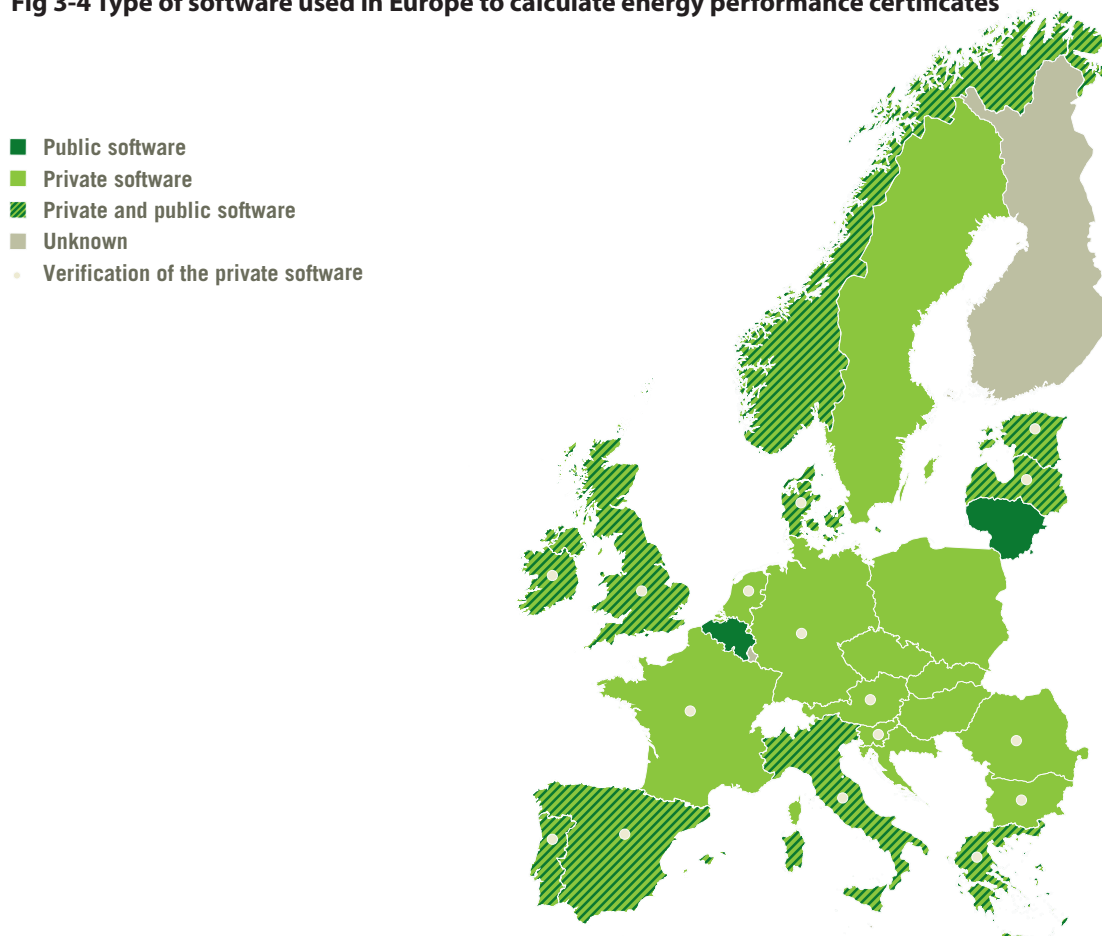 Fig 3-4 Type of software used in Europe to calculate energy performance certificates
Public software
Private software
Private and public software
Unknown
Verification of the private software